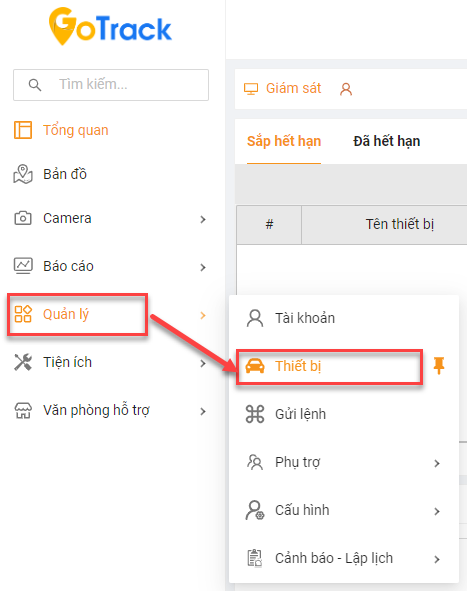 GoTrack
Tìm kiếm...
Tổng quan
Bản đồ
Camera
Báo cáo
Quản lý
Tiện ích
Văn phòng hỗ trợ
Giám sát
Sắp hết hạn Đã hết hạn
# Tên thiết bị
Tài khoản
Thiết bị
Gửi lệnh
Phụ trợ
Cấu hình
Cảnh báo - Lập lịch